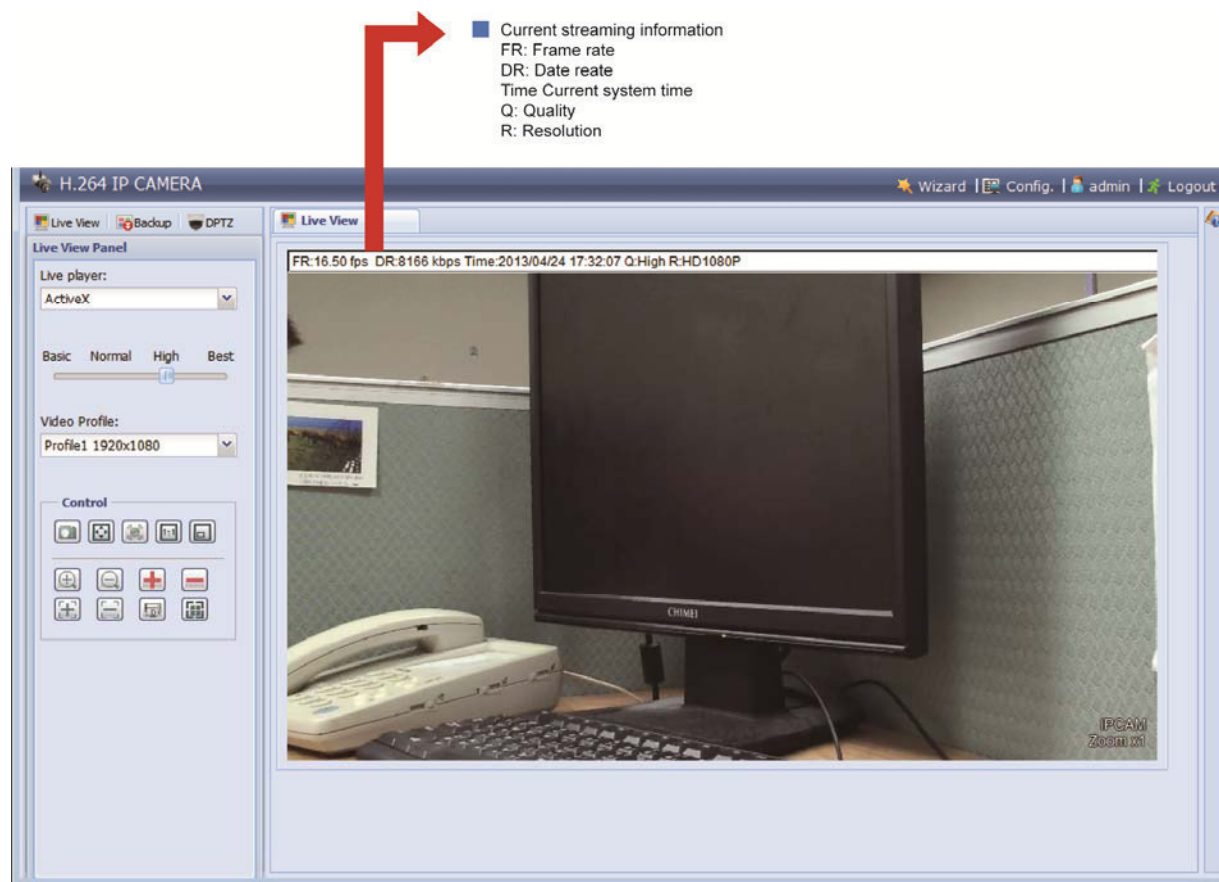 Current streaming information
FR: Frame rate
DR: Date reate
Time Current system time
Q: Quality
R: Resolution
H.264 IP CAMERA
Wizard | Config. | admin | Logout
Live View Backup DPTZ
Live View
Live View Panel
FR:16.50 fps DR:8166 kbps Time:2013/04/24 17:32:07 Q:High R:HD1080P
Live player:
ActiveX
Basic Normal High Best
Video Profile:
Profile1 1920x1080
Control
1:1
CHIMEI
IPCAM
Zoom x1